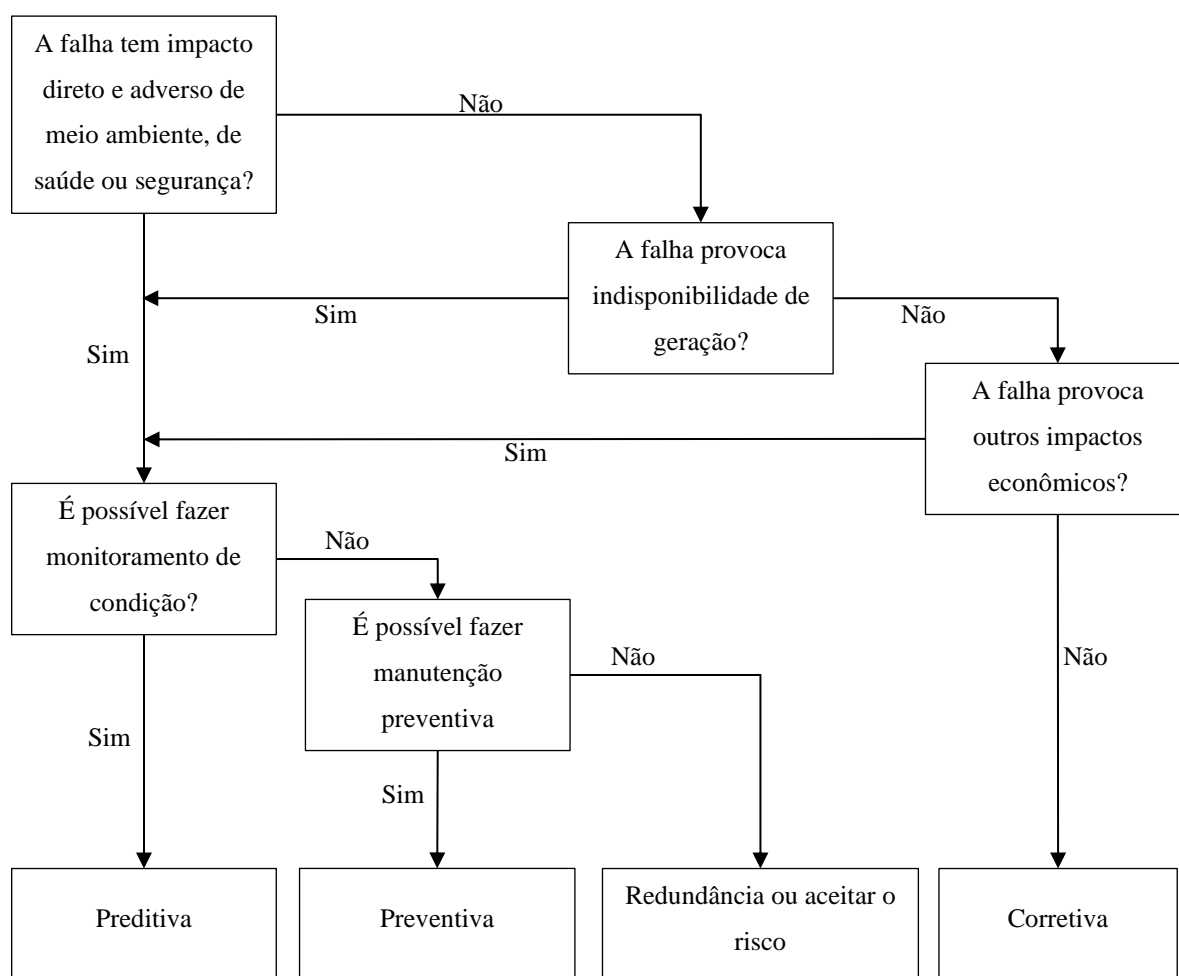 A falha tem impacto
direto e adverso de
meio ambiente, de
saúde ou segurança?
Não
A falha provoca
indisponibilidade de
geração?
Sim
Não
Sim
A falha provoca
outros impactos
econômicos?
Sim
É possível fazer
monitoramento de
condição?
Não
É possível fazer
manutenção
preventiva
Não
Não
Sim
Sim
Preditiva
Preventiva
Redundância ou aceitar o
risco
Corretiva